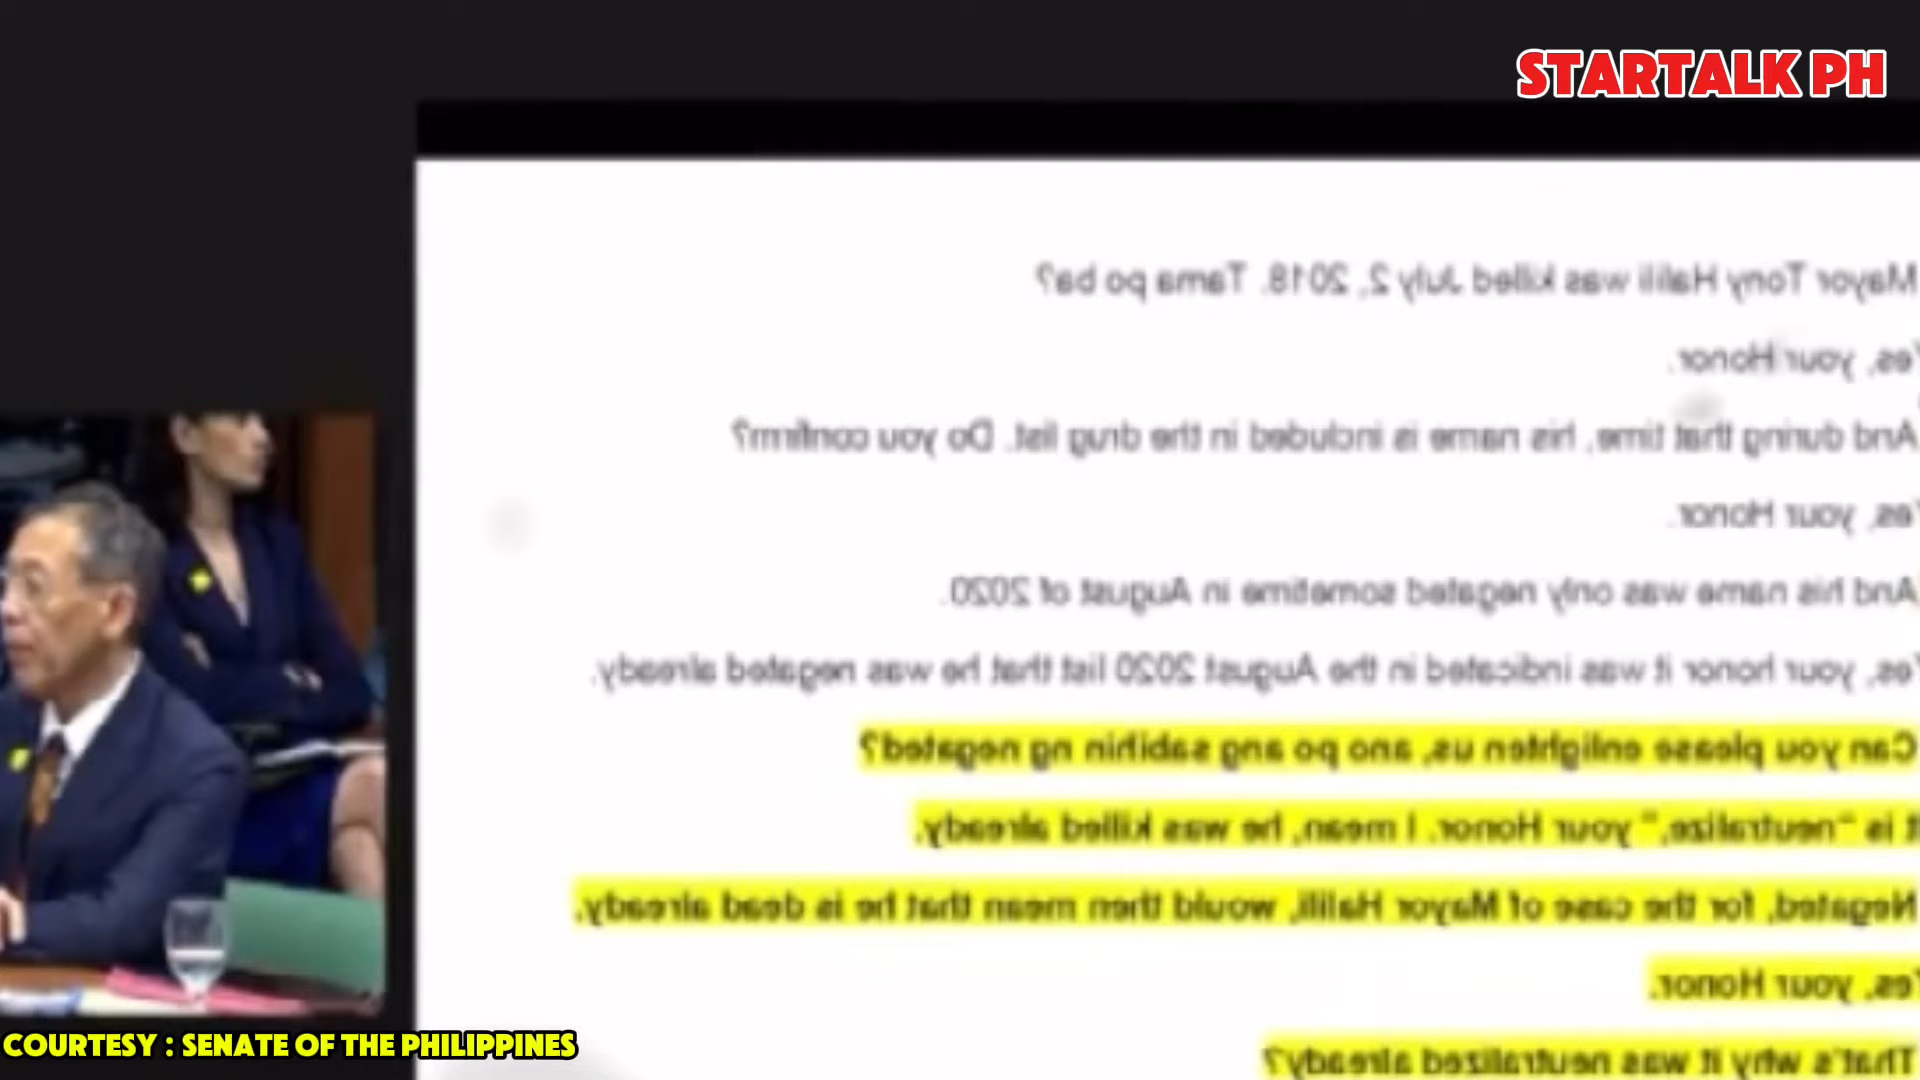 STARTALK PH
Mayor Tony Halili was killed July 2, 2018. Tama po ba?
Yes, your Honor.
And during that time, his name is included in the drug list. Do you confirm?
Yes, your Honor.
And his name was only negated sometime in August of 2020.
Yes, your honor it was indicated in the August 2020 list that he was negated already.
Can you please enlighten us, ano po ang sabihin ng negated?
It is "neutralize," your Honor. I mean, he was killed already.
Negated, for the case of Mayor Halili, would then mean that he is dead already.
Yes, your Honor.
That's why it was neutralized already?
COURTESY : SENATE OF THE PHILIPPINES